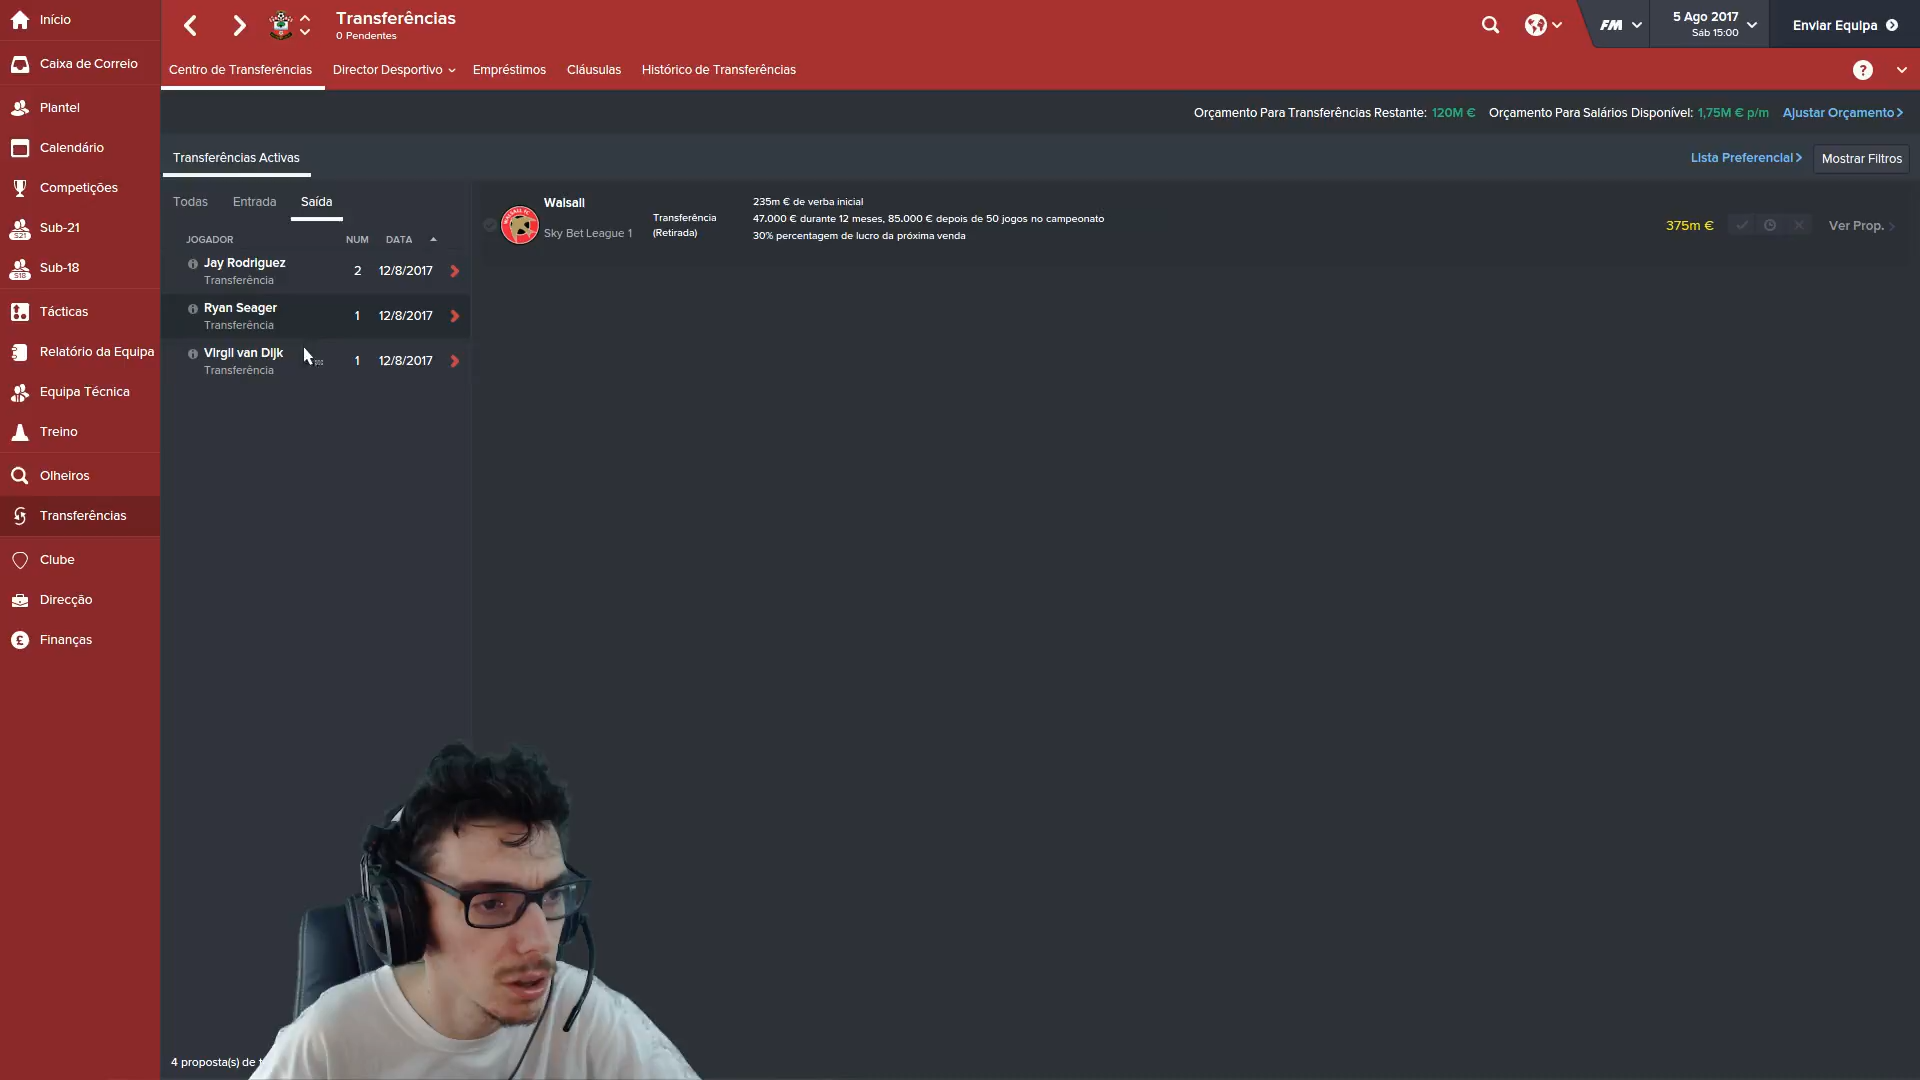 Início
Caixa de Correio
Plantel
Calendário
Competições
Sub-21
Sub-18
Tácticas
Relatório da Equipa
Equipa Técnica
Treino
Olheiros
Transferências
Clube
Direcção
Finanças
Transferências
0 Pendentes
FM
5 Ago 2017
Sáb 15:00
Enviar Equipa
Centro de Transferências
Director Desportivo
Empréstimos
Cláusulas
Histórico de Transferências
?
Orçamento Para Transferências Restante: 120M € Orçamento Para Salários Disponível: 1,75M € p/m Ajustar Orçamento>
Transferências Activas
Lista Preferencial>
Mostrar Filtros
Todas Entrada Saída
JOGADOR NUM DATA
Jay Rodriguez 2 12/8/2017
Transferência
Ryan Seager 1 12/8/2017
Transferência
Virgil van Dijk 1 12/8/2017
Transferência
Walsall
Sky Bet League 1
Transferência
(Retirada)
235m € de verba inicial
47.000 € durante 12 meses, 85.000 € depois de 50 jogos no campeonato
30% percentagem de lucro da próxima venda
375m €
Ver Prop. >
4 proposta(s) de